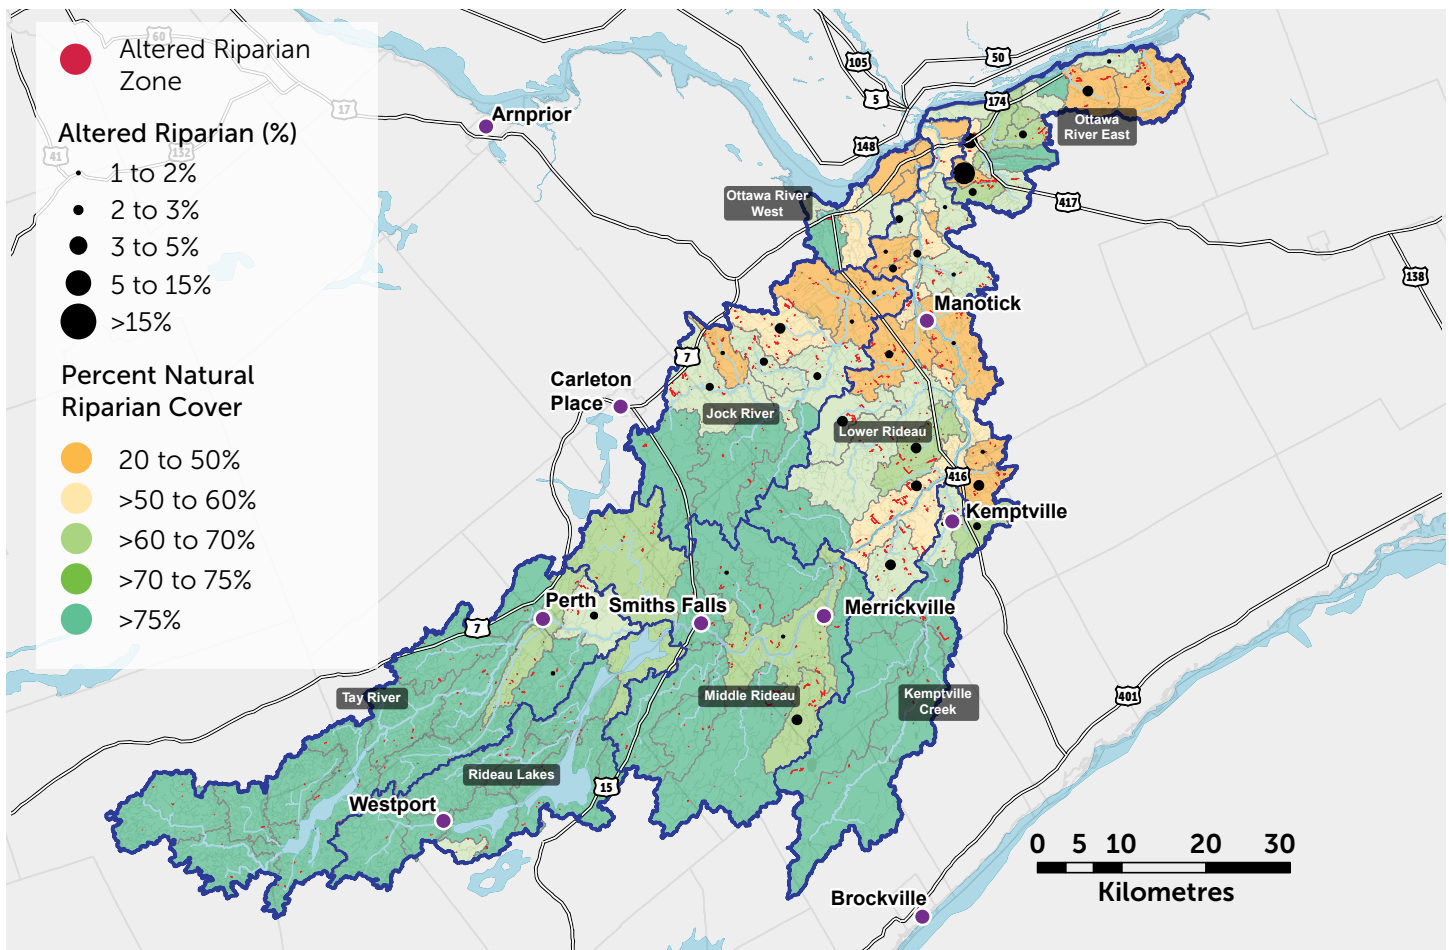 Altered Riparian
Zone
Altered Riparian (%)
1 to 2%
2 to 3%
3 to 5%
5 to 15%
>15%
Percent Natural
Riparian Cover
20 to 50%
>50 to 60%
>60 to 70%
>70 to 75%
>75%
60
17
41
132
Arnprior
105
50
5
174
148
Ottawa
River East
Ottawa River
West
417
138
Manotick
7
Carleton
Place
Jock River
Lower Rideau
416
Kemptville
Perth
Smiths Falls
Merrickville
7
Tay River
Middle Rideau
Kemptville
Creek
401
Rideau Lakes
15
Westport
0 5 10 20 30
Kilometres
Brockville